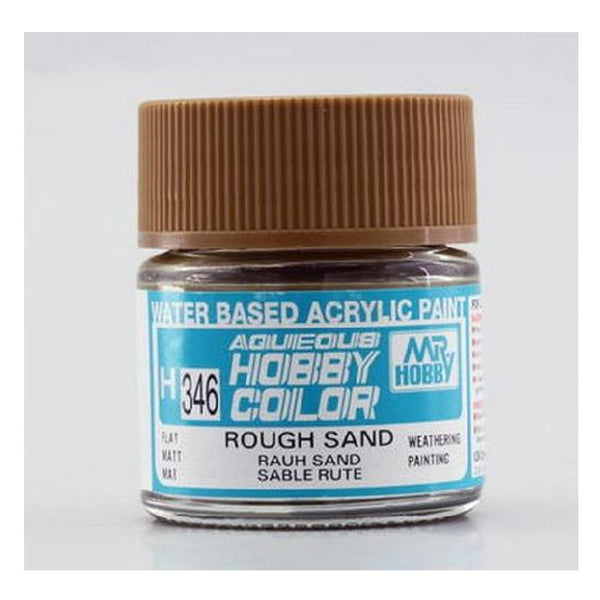 WATER BASED ACRYLIC PAINT
AQUEOUS
HOBBY
COLOR
MR
HOBBY
H 346
FLAT
MATT
MAT
ROUGH SAND
RAUH SAND
SABLE RUTE
WEATHERING
PAINTING